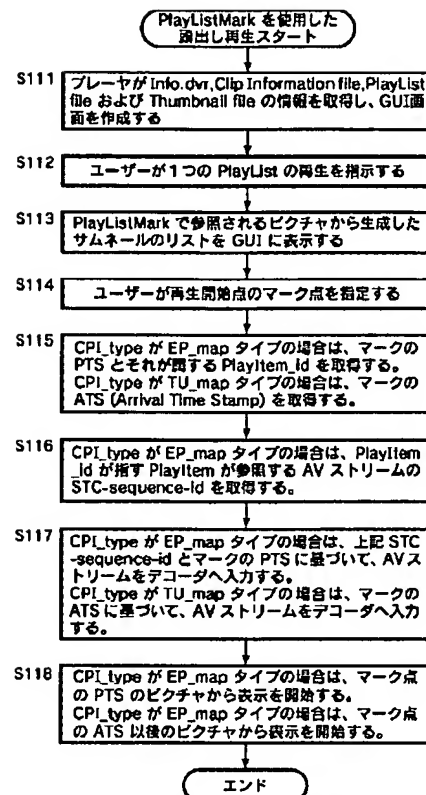 PlayListMark を使用した
頭出し再生スタート
S111
プレーヤが Info.dvr,Clip Information file,PlayList
file および Thumbnail file の情報を取得し、GUI画
面を作成する
S112
ユーザーが1つの PlayList の再生を指示する
S113
PlayListMark で参照されるピクチャから生成した
サムネールのリストを GUI に表示する
S114
ユーザーが再生開始点のマーク点を指定する
S115
CPI_type が EP_map タイプの場合は、マークの
PTS とそれが関する PlayItem_id を取得する。
CPI_type が TU_map タイプの場合は、マークの
ATS (Arrival Time Stamp) を取得する。
S116
CPI_type が EP_map タイプの場合は、PlayItem
_id が指す PlayItem が参照する AV ストリームの
STC-sequence-id を取得する。
S117
CPI_type が EP_map タイプの場合は、上記 STC
-sequence-id とマークの PTS に基づいて、AVス
トリームをデコーダへ入力する。
CPI_type が TU_map タイプの場合は、マークの
ATS に基づいて、AV ストリームをデコーダへ入力
する。
S118
CPI_type が EP_map タイプの場合は、マーク点
の PTS のピクチャから表示を開始する。
CPI_type が EP_map タイプの場合は、マーク点
の ATS 以後のピクチャから表示を開始する。
エンド